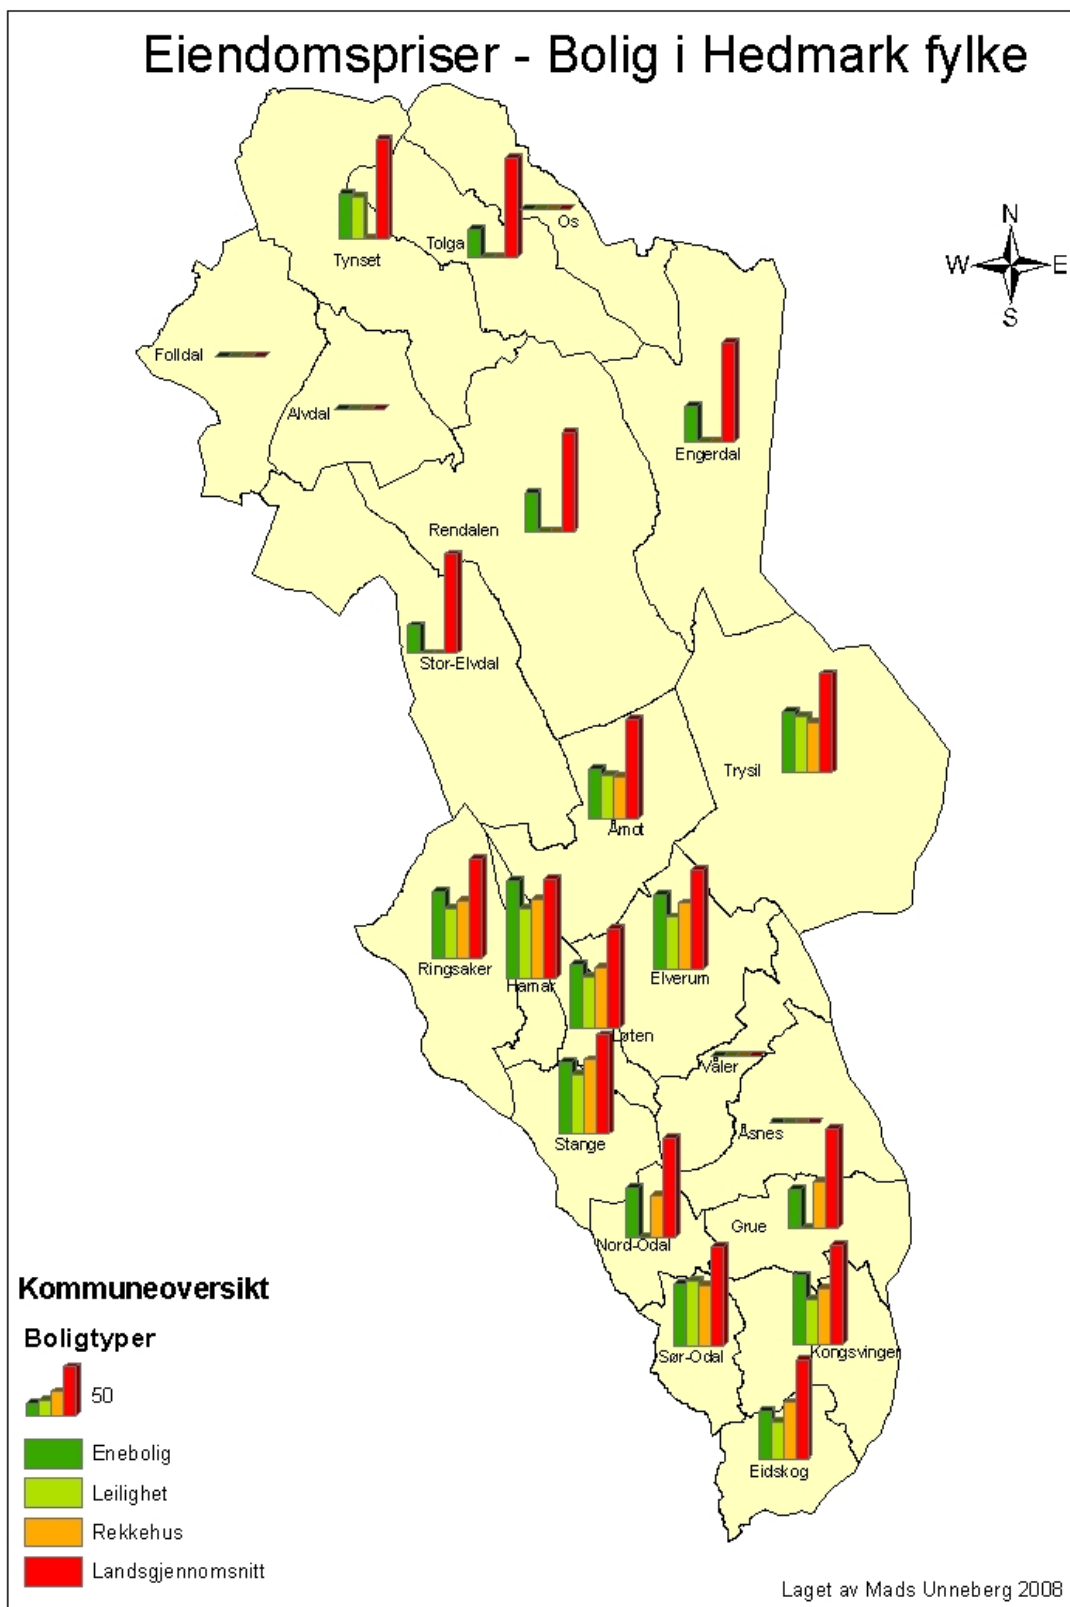 Eiendomspriser - Bolig i Hedmark fylke
N
W E
S
Os
Tolga
Tynset
Folldal
Alvdal
Engerdal
Rendalen
Stor-Elvdal
Trysil
Åmot
Ringsaker
Hamar
Elverum
Løten
Våler
Åsnes
Stange
Grue
Nord-Odal
Sør-Odal
Kongsvinger
Eidskog
Kommuneoversikt
Boligtyper
50
Enebolig
Leilighet
Rekkehus
Landsgjennomsnitt
Laget av Mads Unneberg 2008